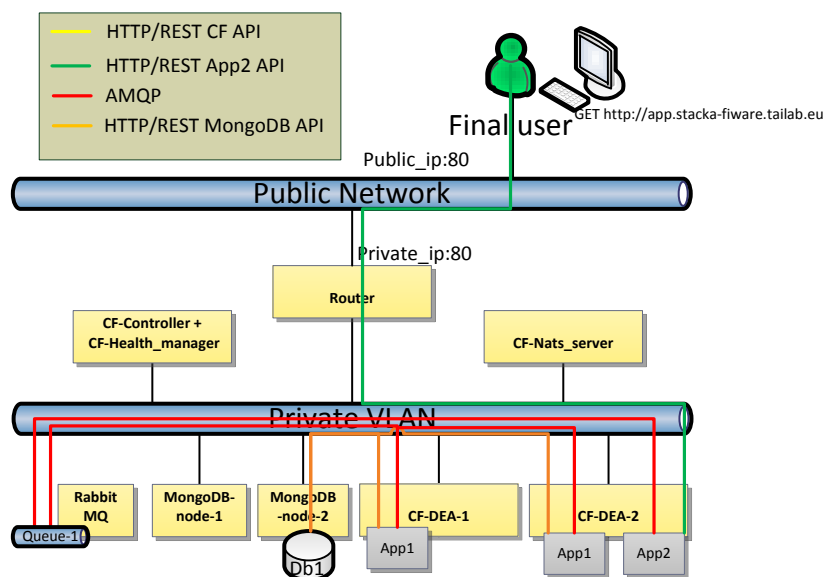 HTTP/REST CF API
HTTP/REST App2 API
AMQP
HTTP/REST MongoDB API
Final user
GET http://app.stacka-fiware.tailab.eu
Public_ip:80
Public Network
Private_ip:80
Router
CF-Controller +
CF-Health_manager
CF-Nats_server
Private VLAN
Rabbit
MQ
MongoDB-
node-1
MongoDB
-node-2
CF-DEA-1
CF-DEA-2
Queue-1
Db1
App1
App1
App2